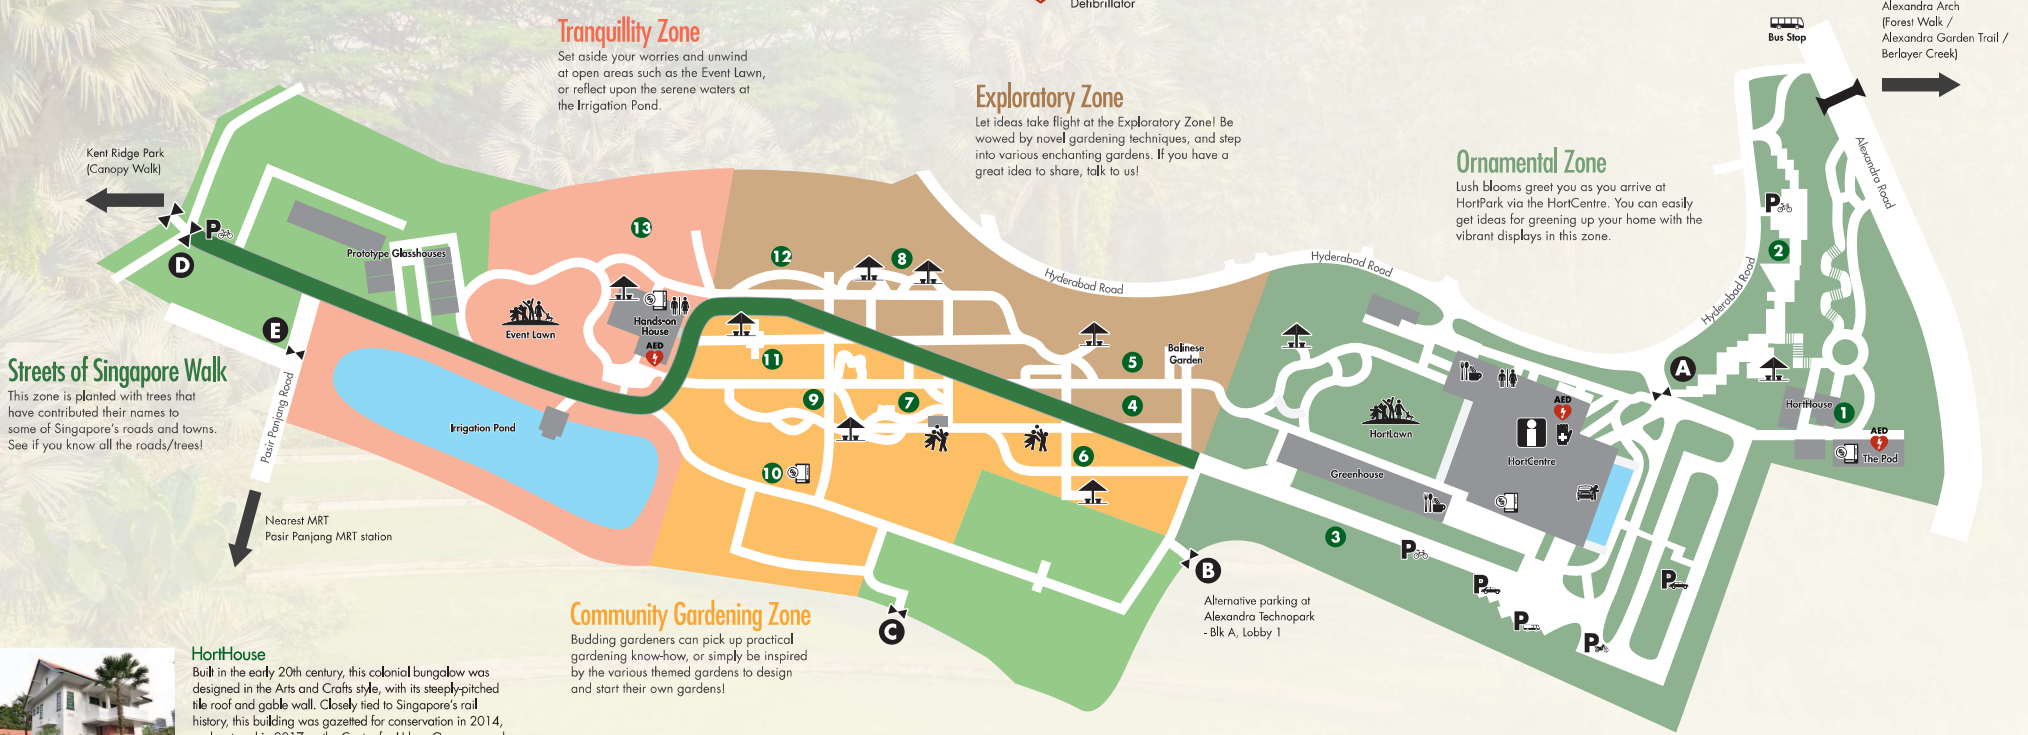 Defibrillator
Alexandra Arch
(Forest Walk /
Alexandra Garden Trail /
Berlayer Creek)
Bus Stop
Tranquillity Zone
Set aside your worries and unwind
at open areas such as the Event Lawn,
or reflect upon the serene waters at
the Irrigation Pond.
Exploratory Zone
Let ideas take flight at the Exploratory Zone! Be
wowed by novel gardening techniques, and step
into various enchanting gardens. If you have a
great idea to share, talk to us!
Ornamental Zone
Lush blooms greet you as you arrive at
HortPark via the HortCentre. You can easily
get ideas for greening up your home with the
vibrant displays in this zone.
Kent Ridge Park
(Canopy Walk)
Alexandra Road
P
P
2
13
12
8
D
Prototype Glasshouses
Hyderabad Road
Hyderabad Road
Hyderabad Road
E
Event Lawn
Hands-on
House
AED
11
5
Balinese
Garden
A
Streets of Singapore Walk
This zone is planted with trees that
have contributed their names to
some of Singapore's roads and towns.
See if you know all the roads/trees!
Pasir Panjang Road
Irrigation Pond
9
7
4
HortLawn
AED
HortHouse
1
AED
The Pod
6
10
HortCentre
Greenhouse
i
3
Nearest MRT
Pasir Panjang MRT station
P
P
P
P
P
B
Alternative parking at
Alexandra Technopark
- Blk A, Lobby 1
C
Community Gardening Zone
Budding gardeners can pick up practical
gardening know-how, or simply be inspired
by the various themed gardens to design
and start their own gardens!
HortHouse
Built in the early 20th century, this colonial bungalow was
designed in the Arts and Crafts style, with its steeply-pitched
tile roof and gable wall. Closely tied to Singapore's rail
history, this building was gazetted for conservation in 2014,